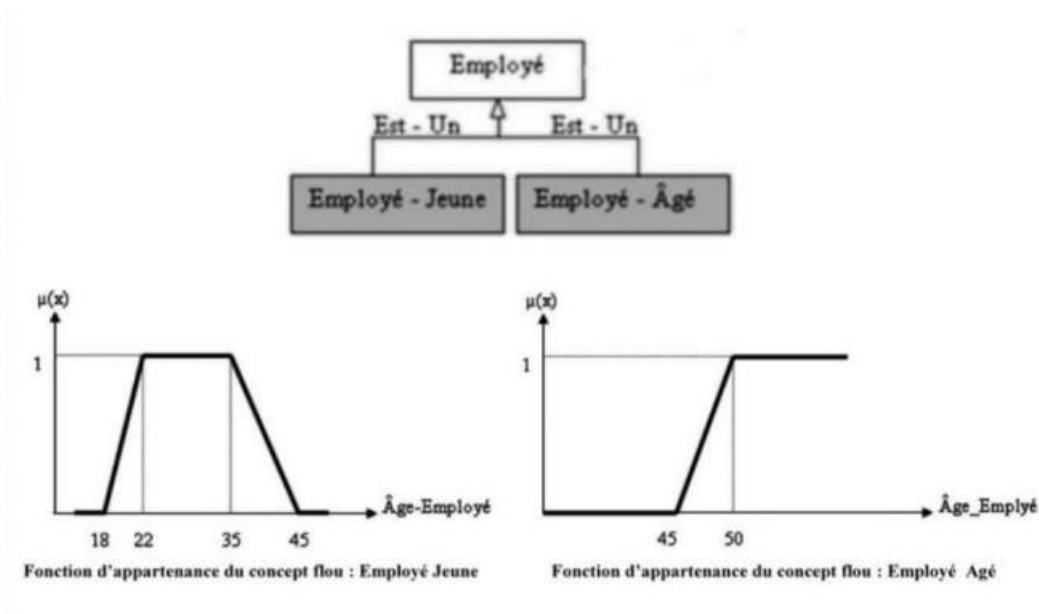 Employé
Est - Un Est - Un
Employé - Jeune Employé - Âgé
μ(x)
1
18 22 35 45
Âge-Employé
Fonction d'appartenance du concept flou : Employé Jeune
μ(x)
1
45 50
Âge_Emplyé
Fonction d'appartenance du concept flou : Employé Agé